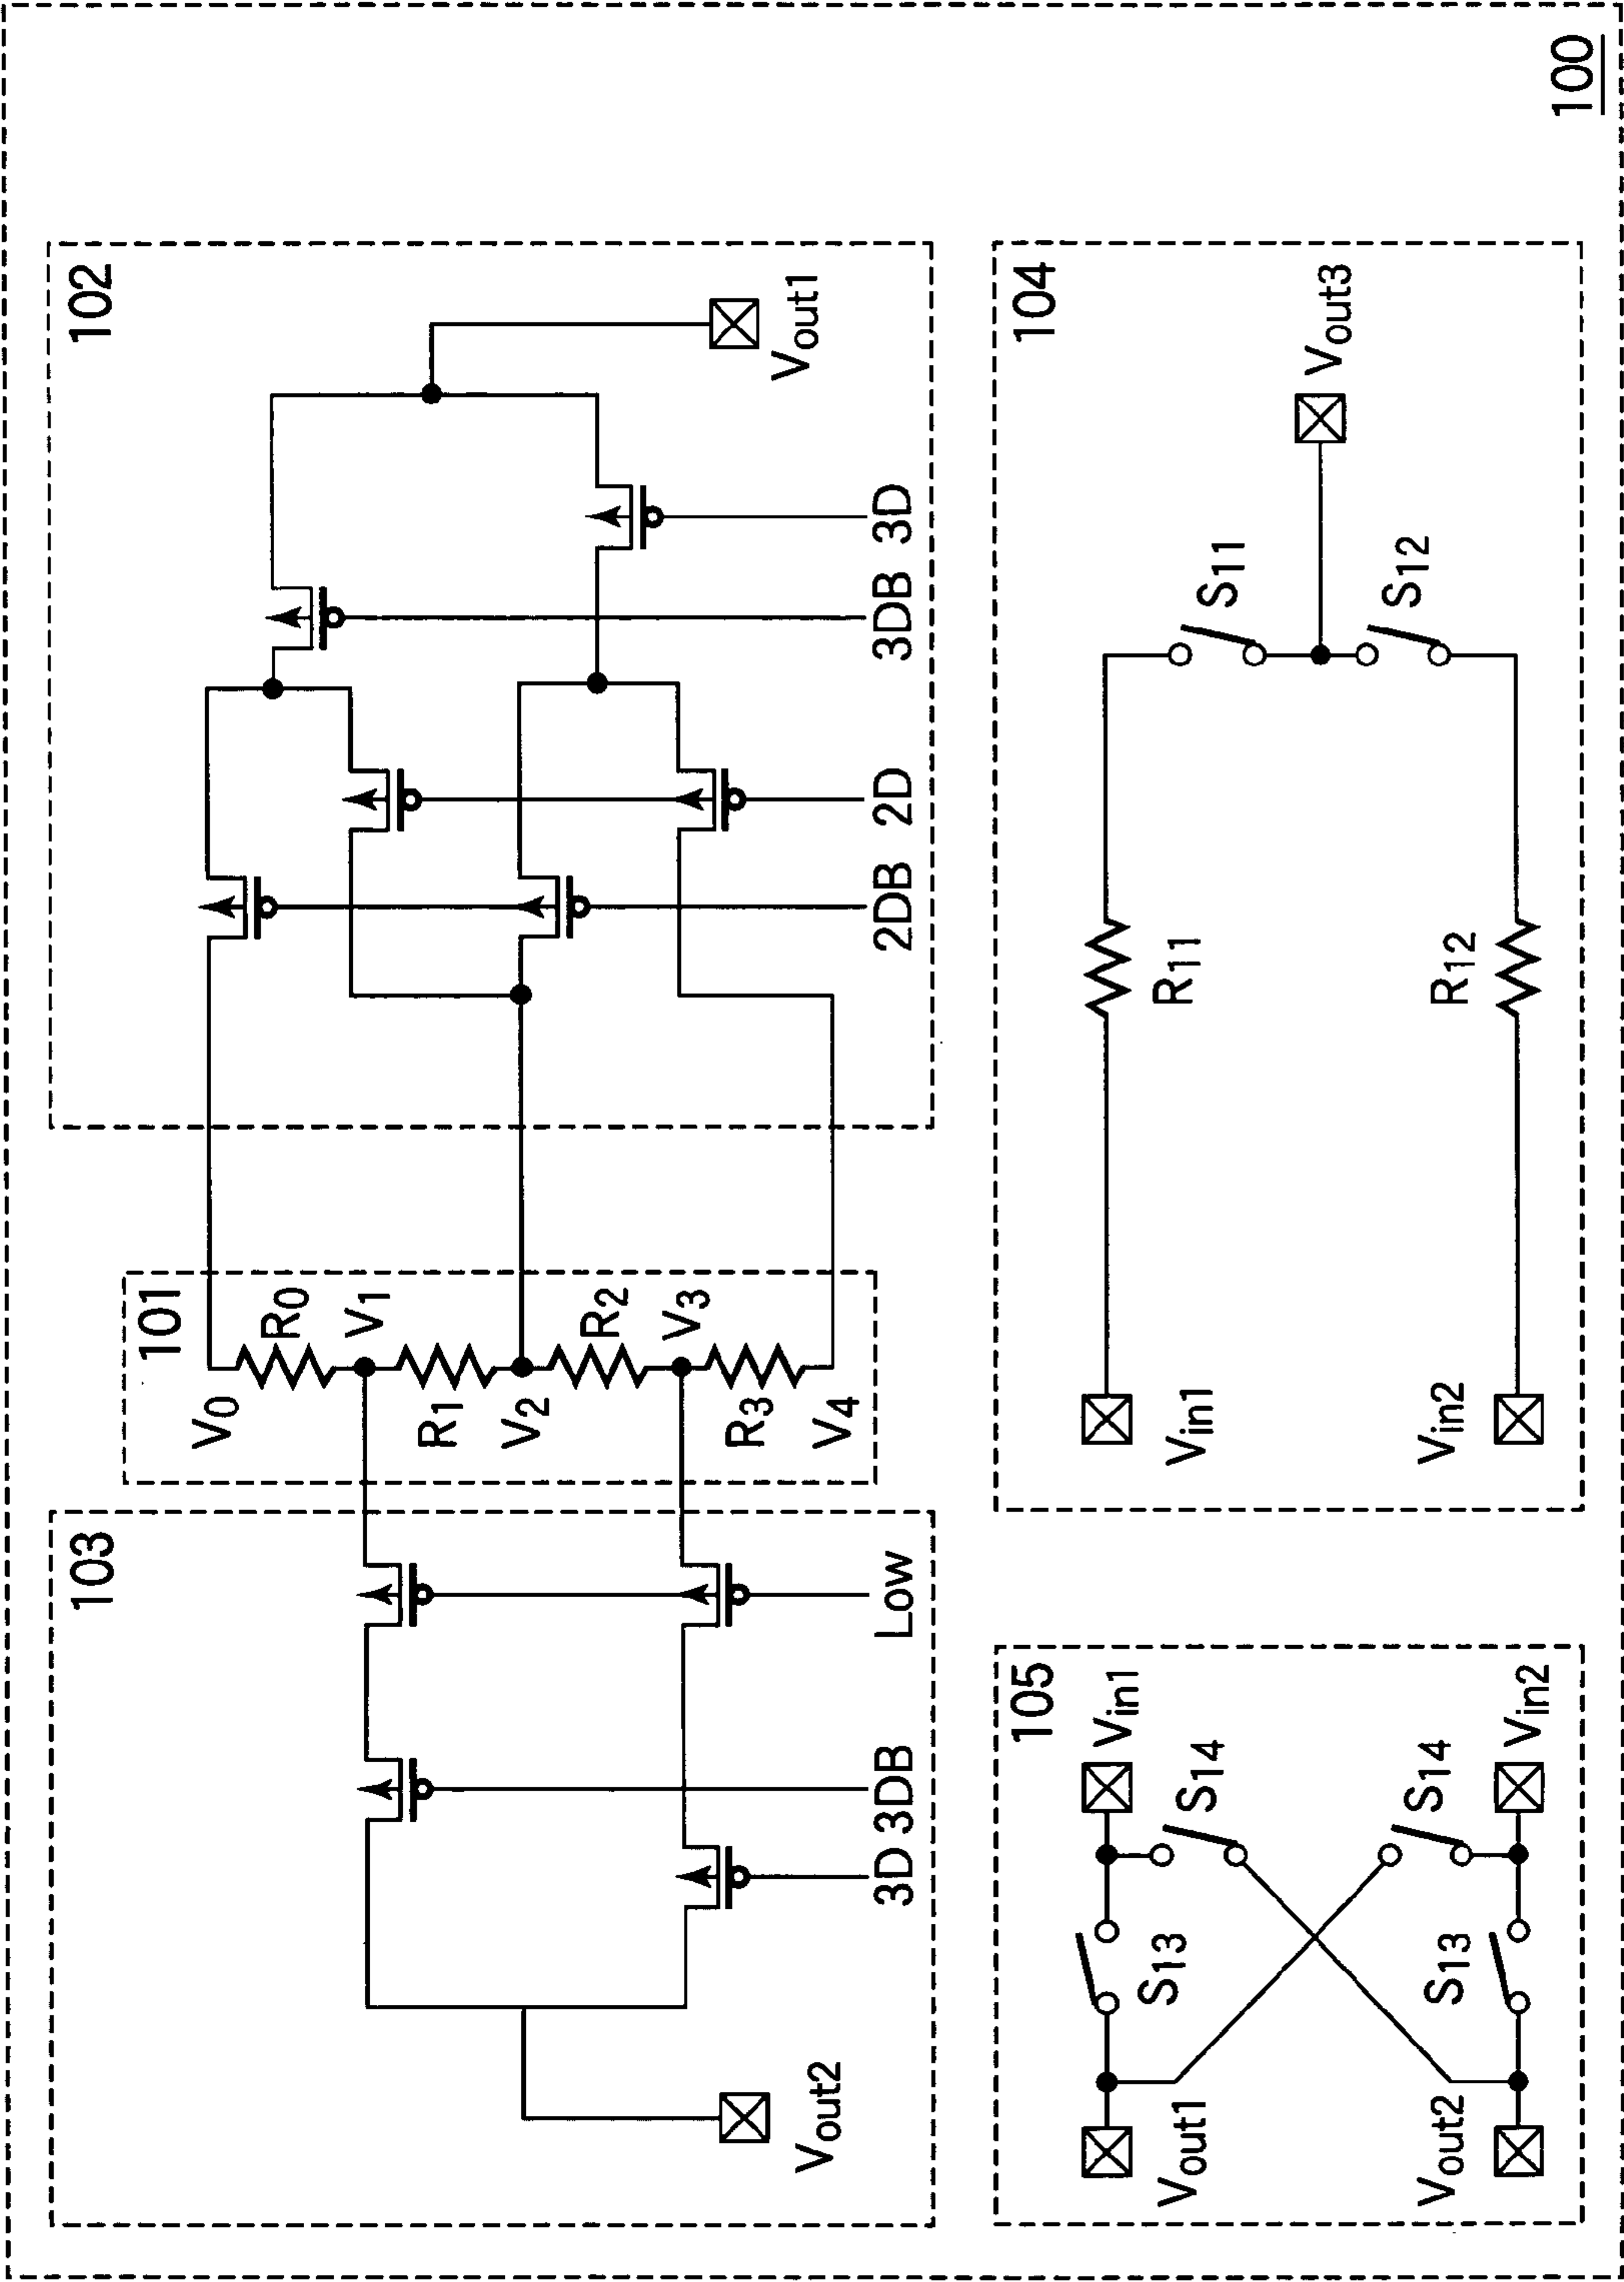 100
103
101
102
V0
R0
V1
R1
V2
R2
V3
R3
V4
Vout2
3D
3DB
Low
2DB
2D
3DB
3D
Vout1
105
Vout1
S13
S14
Vin1
Vout2
S13
S14
Vin2
104
Vin1
R11
S11
Vout3
S12
R12
Vin2